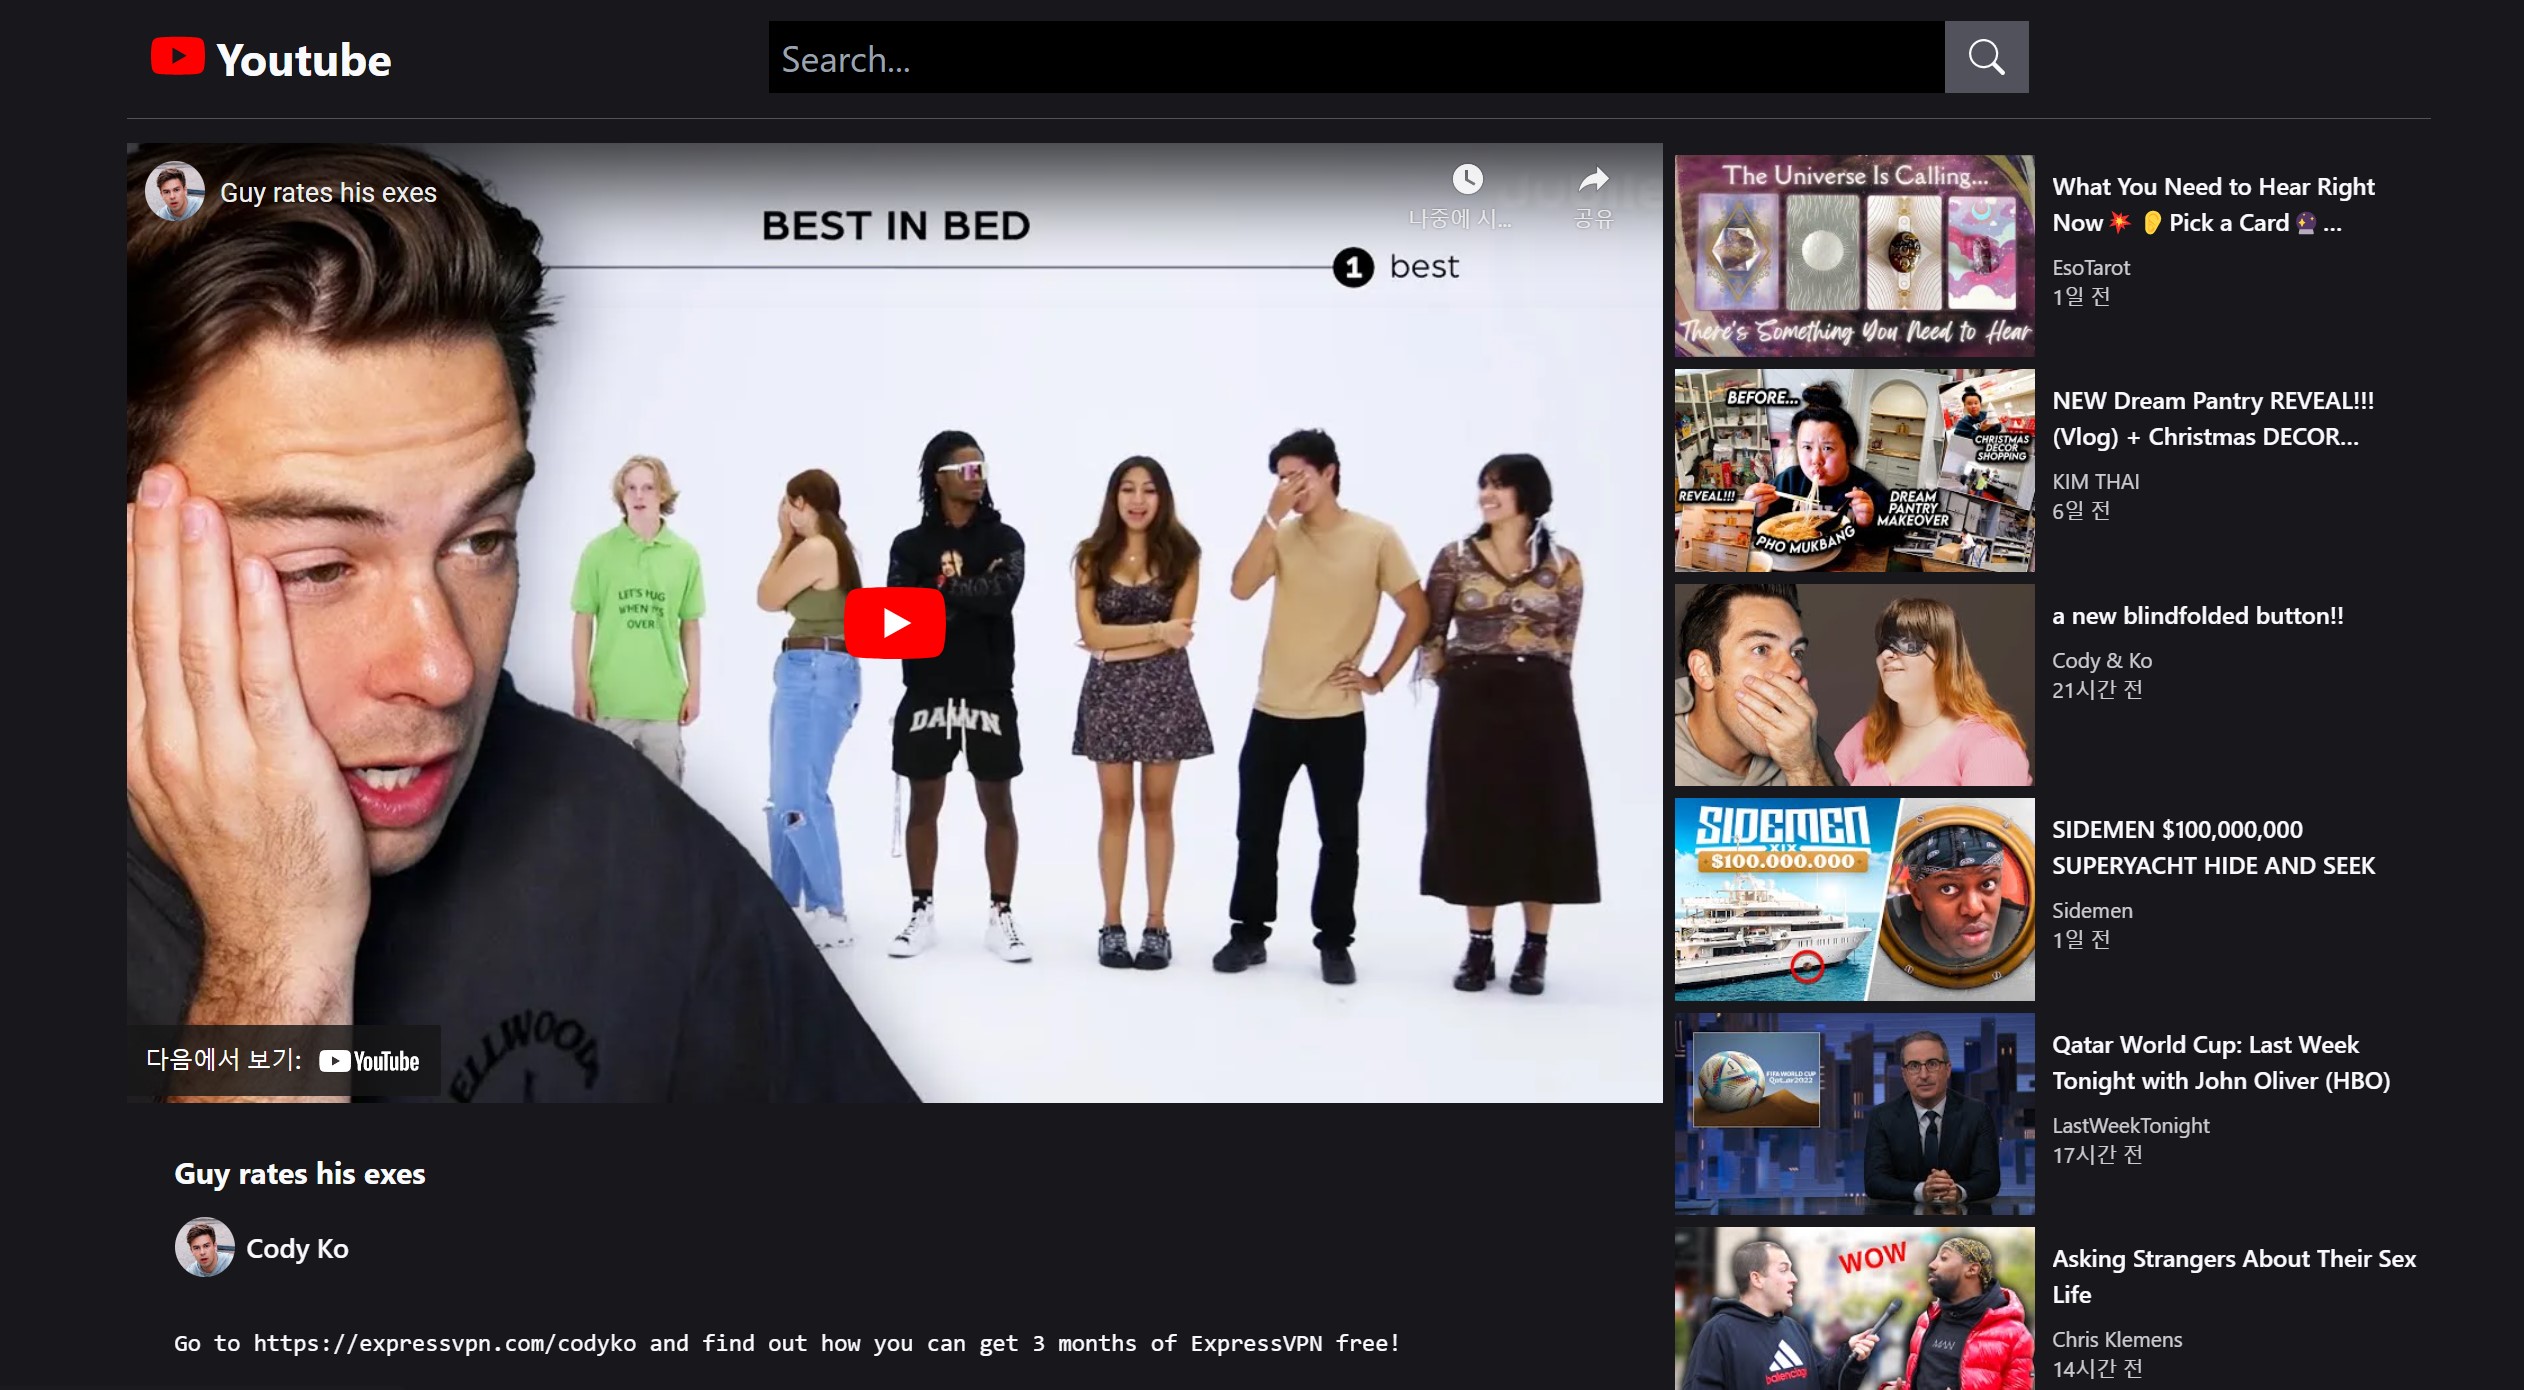 Youtube
Search...
Guy rates his exes
나중에 시...
공유
BEST IN BED
1 best
LET'S HUG
WHEN IT'S
OVER
DAWN
ELLWOOD
다음에서 보기: YouTube
Guy rates his exes
Cody Ko
Go to https://expressvpn.com/codyko and find out how you can get 3 months of ExpressVPN free!
The Universe Is Calling...
There's Something You Need to Hear
What You Need to Hear Right
Now💥 👂Pick a Card🔮...
EsoTarot
1일 전
BEFORE...
CHRISTMAS
DECOR
SHOPPING
REVEAL!!!
DREAM
PANTRY
MAKEOVER
PHO MUKBANG
NEW Dream Pantry REVEAL!!!
(Vlog) + Christmas DECOR...
KIM THAI
6일 전
a new blindfolded button!!
Cody & Ko
21시간 전
SIDEMEN
XIX
$100.000.000
SIDEMEN $100,000,000
SUPERYACHT HIDE AND SEEK
Sidemen
1일 전
FIFA WORLD CUP
Qatar2022
Qatar World Cup: Last Week
Tonight with John Oliver (HBO)
LastWeekTonight
17시간 전
WOW
balenciaga
Asking Strangers About Their Sex
Life
Chris Klemens
14시간 전